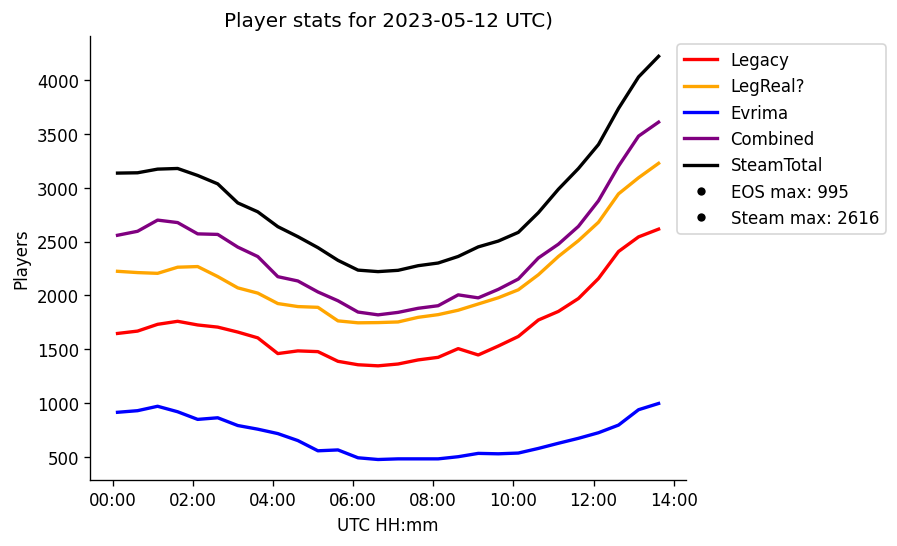 Player stats for 2023-05-12 UTC)
Legacy
LegReal?
Evrima
Combined
SteamTotal
EOS max: 995
Steam max: 2616
Players
4000
3500
3000
2500
2000
1500
1000
500
00:00 02:00 04:00 06:00 08:00 10:00 12:00 14:00
UTC HH:mm